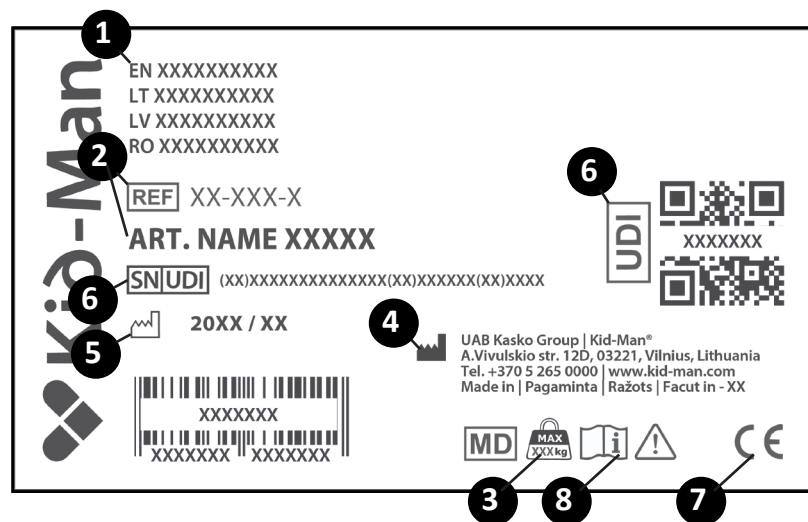 1
EN XXXXXXXXXX
LT XXXXXXXXXX
LV XXXXXXXXXX
RO XXXXXXXXXX
Kid-Man
2
REF XX-XXX-X
ART. NAME XXXXX
6
SN UDI (XX)XXXXXXXXXXXXXX(XX)XXXXXX(XX)XXXX
5
20XX / XX
XXXXXXX
XXXXXXX XXXXXXX
6
UDI
XXXXXXX
4
UAB Kasko Group | Kid-Man®
A.Vivulskio str. 12D, 03221, Vilnius, Lithuania
Tel. +370 5 265 0000 | www.kid-man.com
Made in | Pagaminta | Ražots | Facut in - XX
MD MAX XXXkg i CE
3 8 7